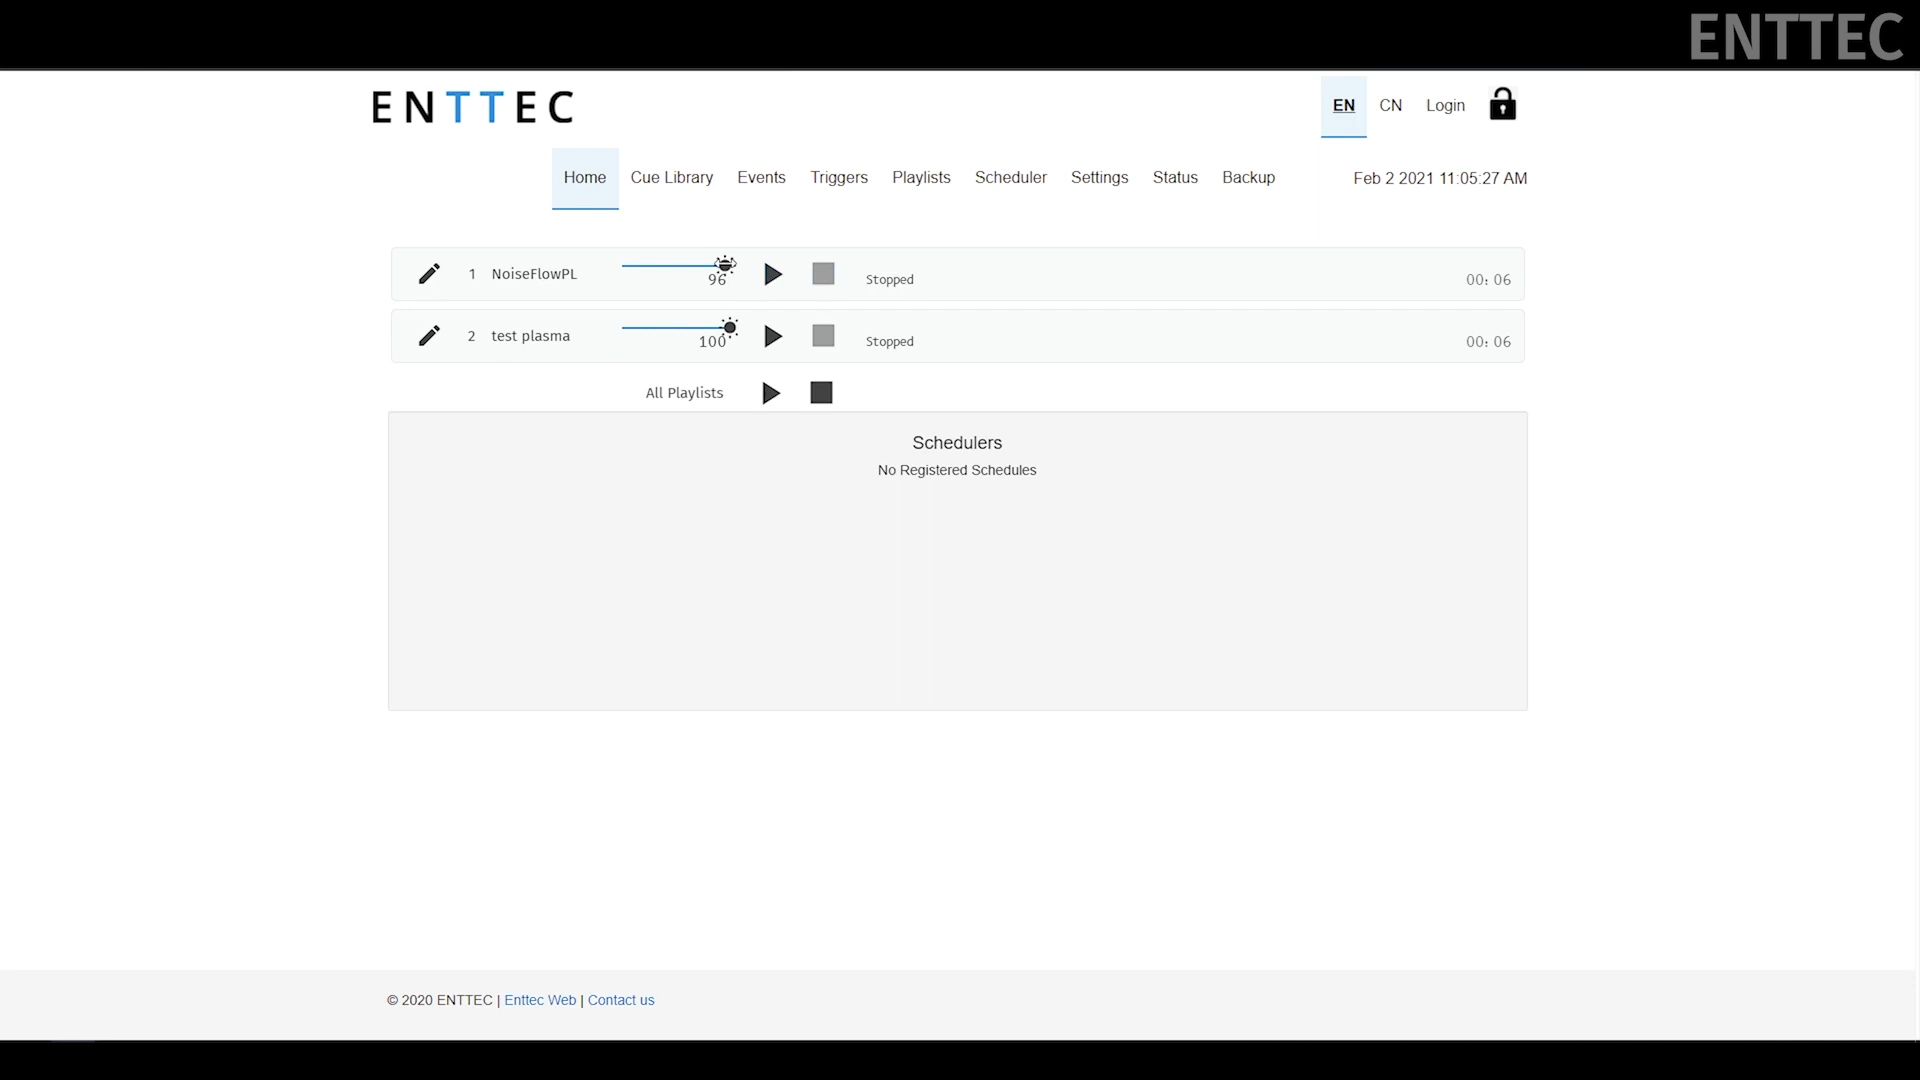 ENTTEC
ENTTEC
EN CN Login
Home Cue Library Events Triggers Playlists Scheduler Settings Status Backup Feb 2 2021 11:05:27 AM
1 NoiseFlowPL 96 Stopped 00: 06
2 test plasma 100 Stopped 00: 06
All Playlists
Schedulers
No Registered Schedules
© 2020 ENTTEC | Enttec Web | Contact us